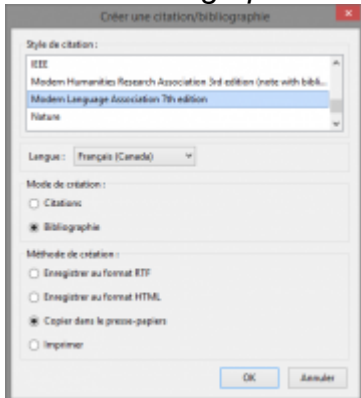 Créer une citation/bibliographie
Style de citation :
IEEE
Modern Humanities Research Association 3rd edition (note with bibli...
Modern Language Association 7th edition
Nature
Langue : Français (Canada)
Mode de création :
Citations
Bibliographie
Méthode de création :
Enregistrer au format RTF
Enregistrer au format HTML
Copier dans le presse-papiers
Imprimer
OK Annuler